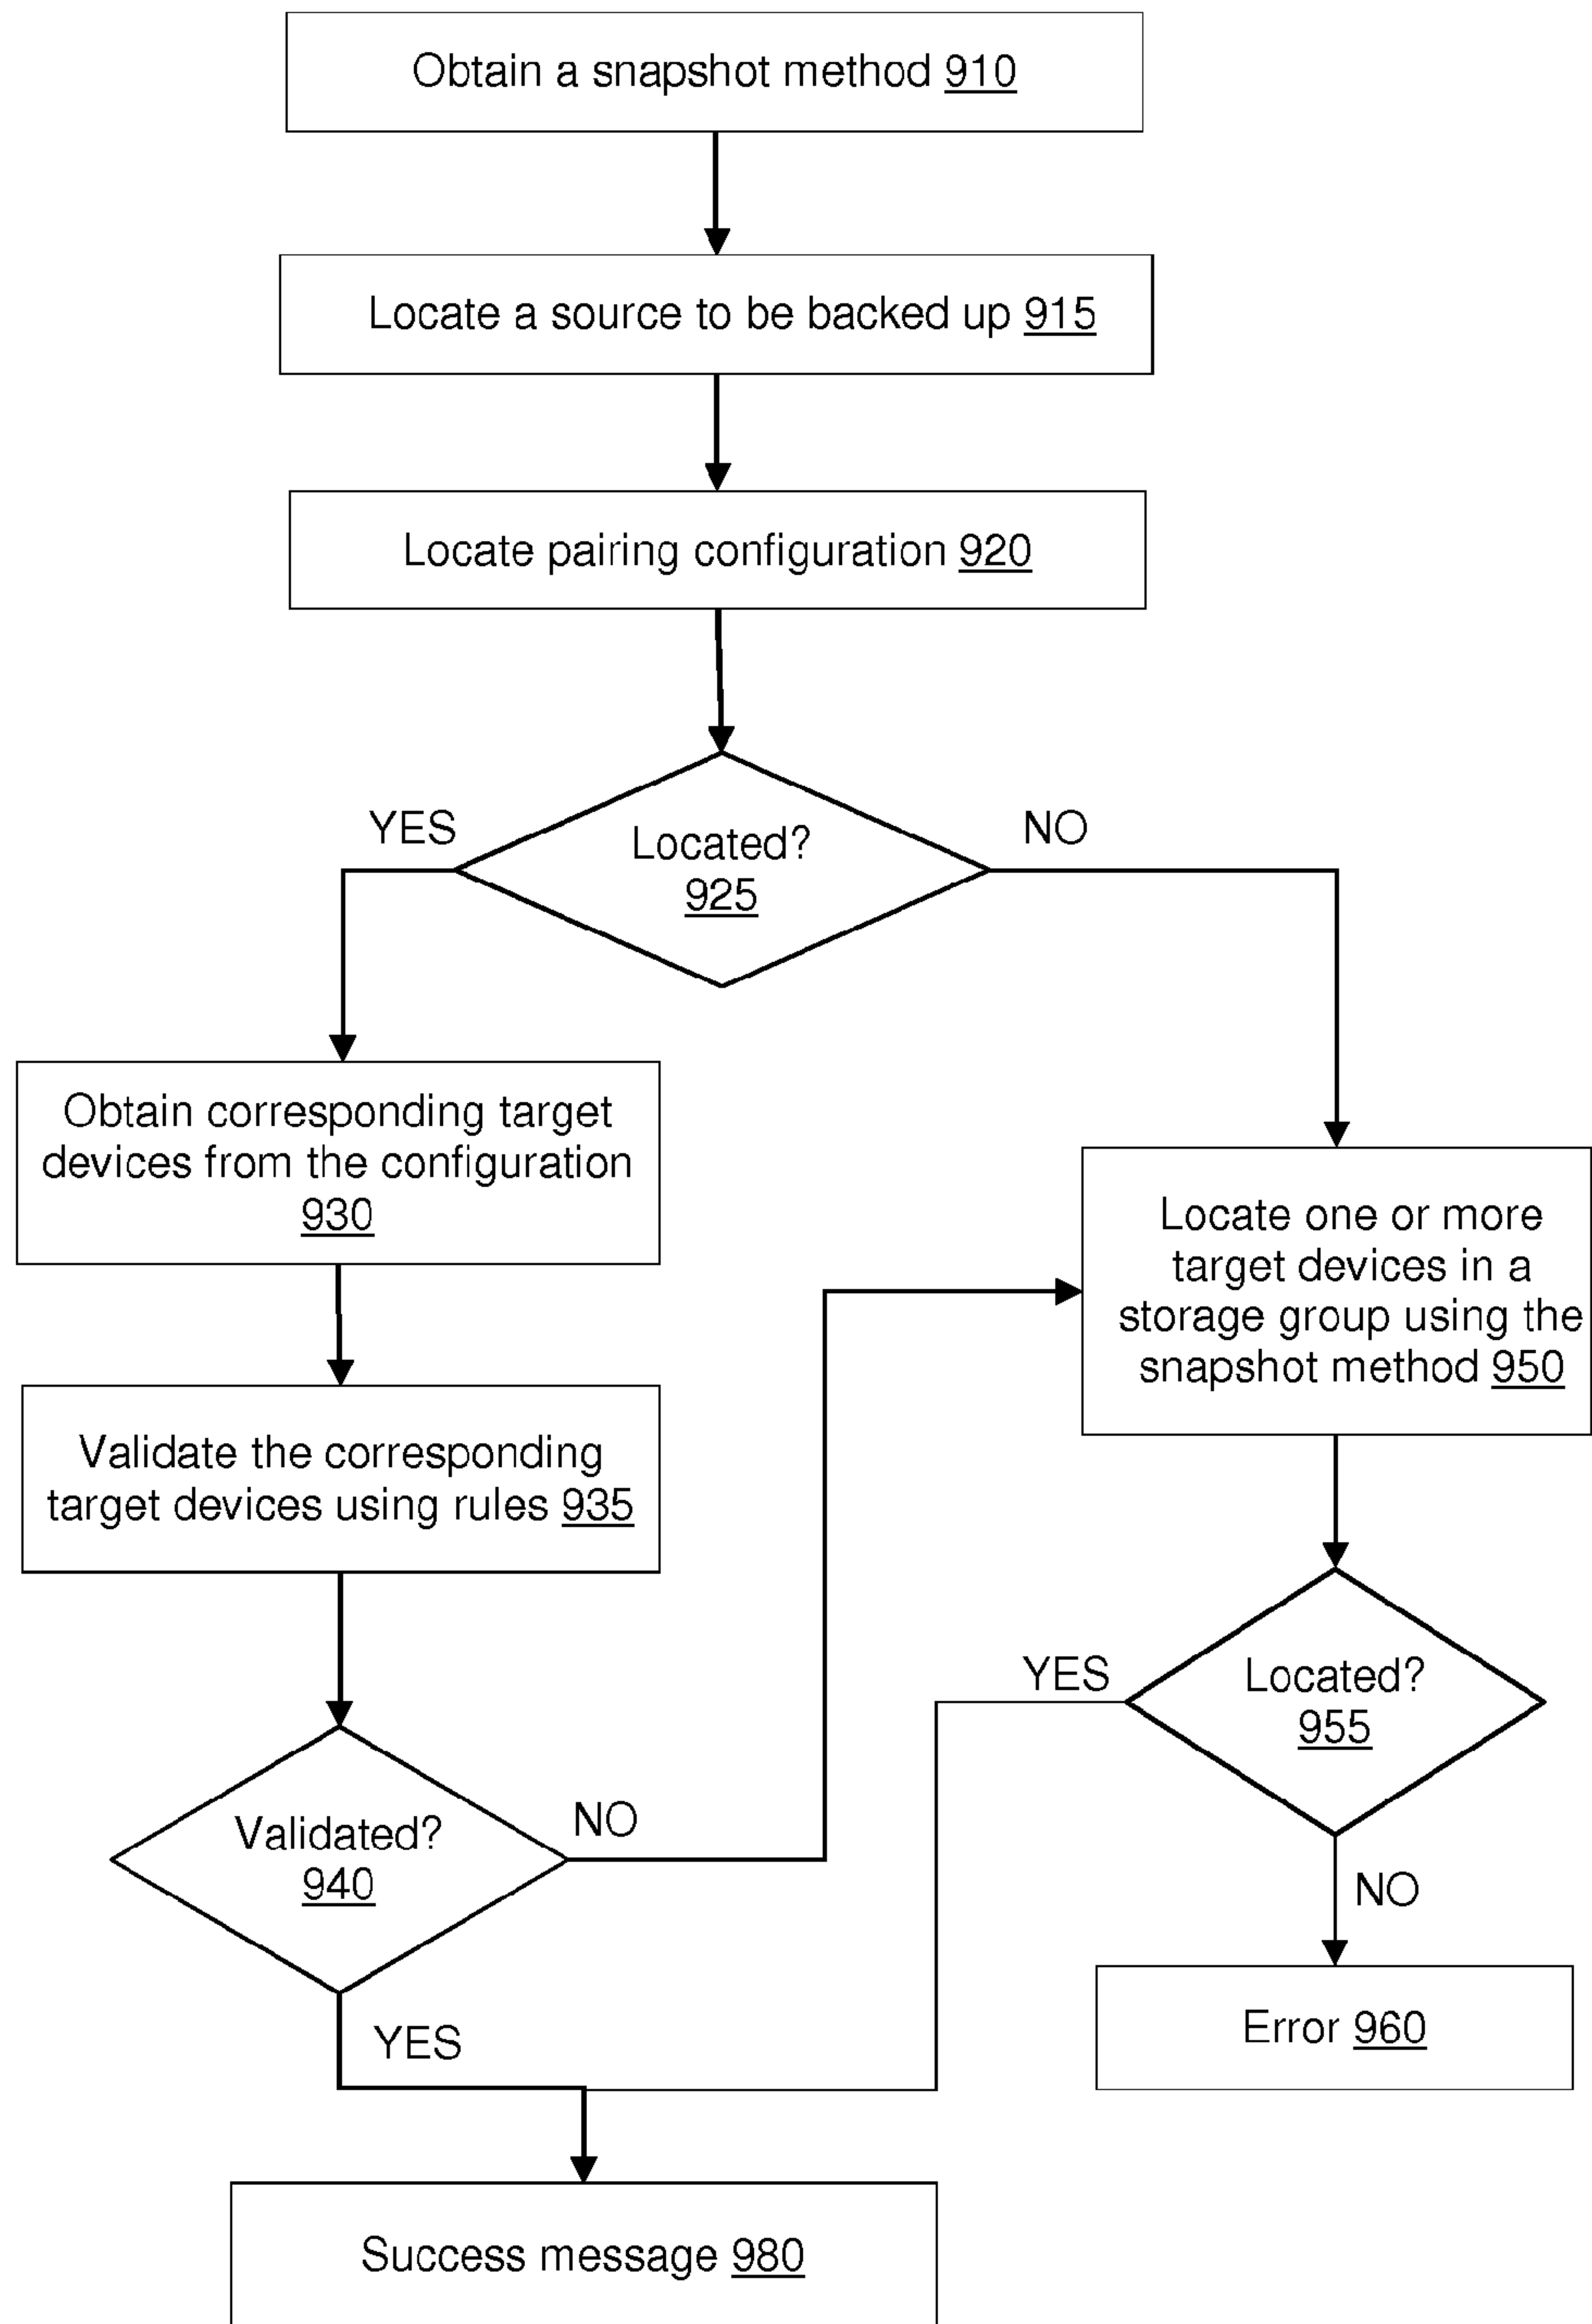 Obtain a snapshot method 910
Locate a source to be backed up 915
Locate pairing configuration 920
YES
Located?
925
NO
Obtain corresponding target
devices from the configuration
930
Locate one or more
target devices in a
storage group using the
snapshot method 950
Validate the corresponding
target devices using rules 935
YES
Located?
955
Validated?
940
NO
NO
YES
Error 960
Success message 980